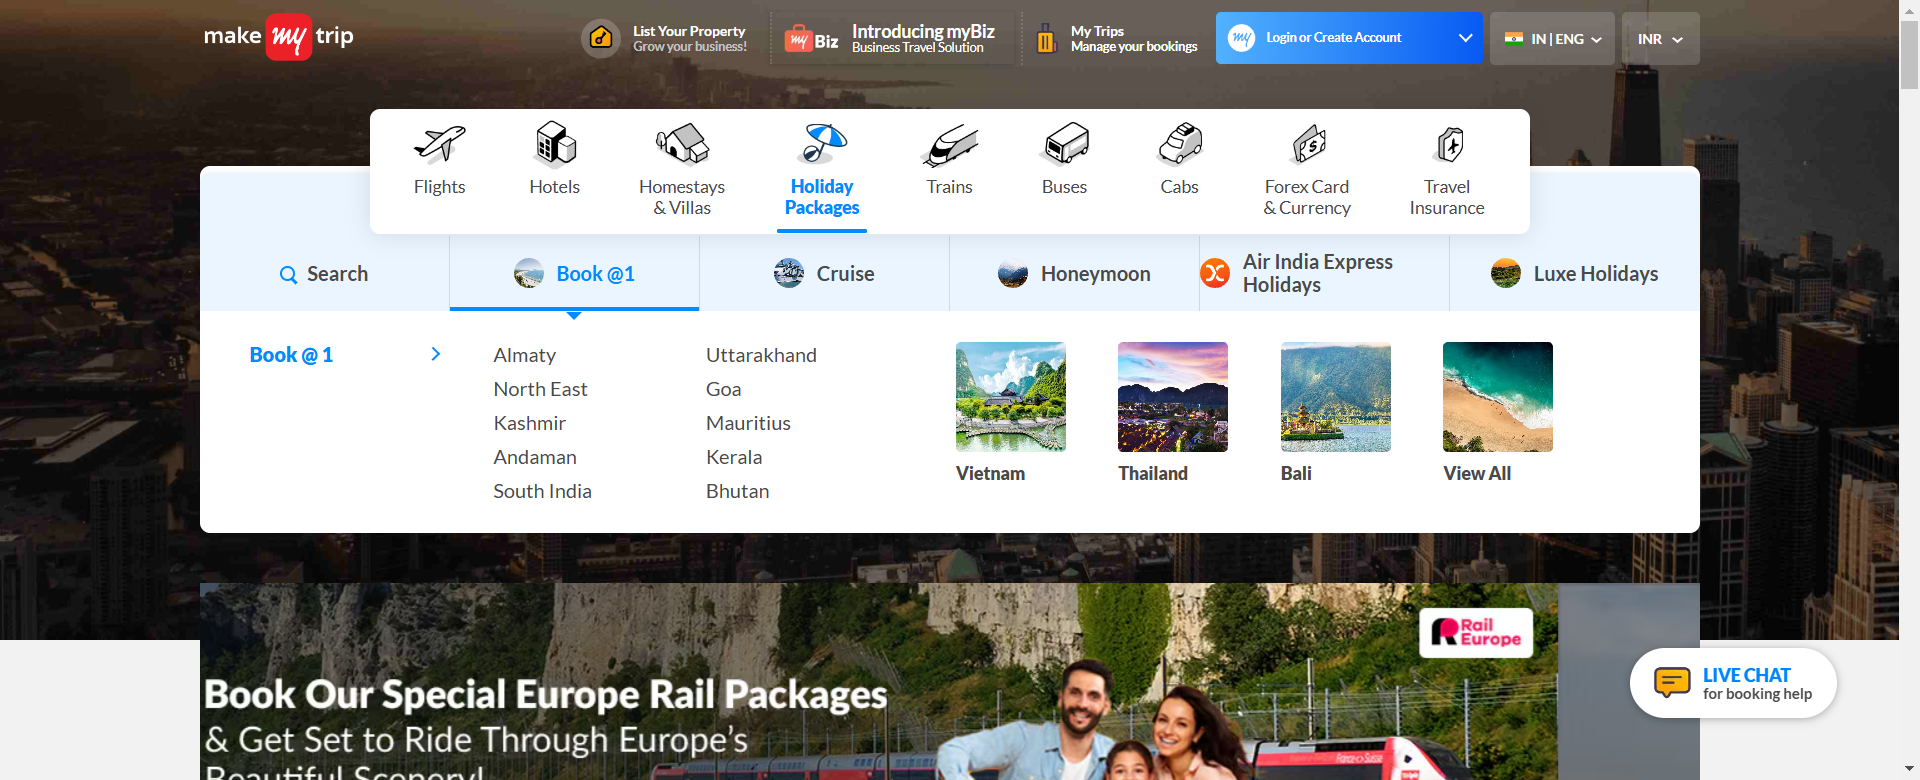 make my trip
List Your Property
Grow your business!
my Biz
Introducing myBiz
Business Travel Solution
My Trips
Manage your bookings
my Login or Create Account
IN | ENG
INR
Flights
Hotels
Homestays
& Villas
Holiday
Packages
Trains
Buses
Cabs
Forex Card
& Currency
Travel
Insurance
Search
Book @1
Cruise
Honeymoon
Air India Express
Holidays
Luxe Holidays
Book @ 1
Almaty
North East
Kashmir
Andaman
South India
Uttarakhand
Goa
Mauritius
Kerala
Bhutan
Vietnam
Thailand
Bali
View All
Rail
Europe
Book Our Special Europe Rail Packages
& Get Set to Ride Through Europe's
Beautiful Scenery!
LIVE CHAT
for booking help